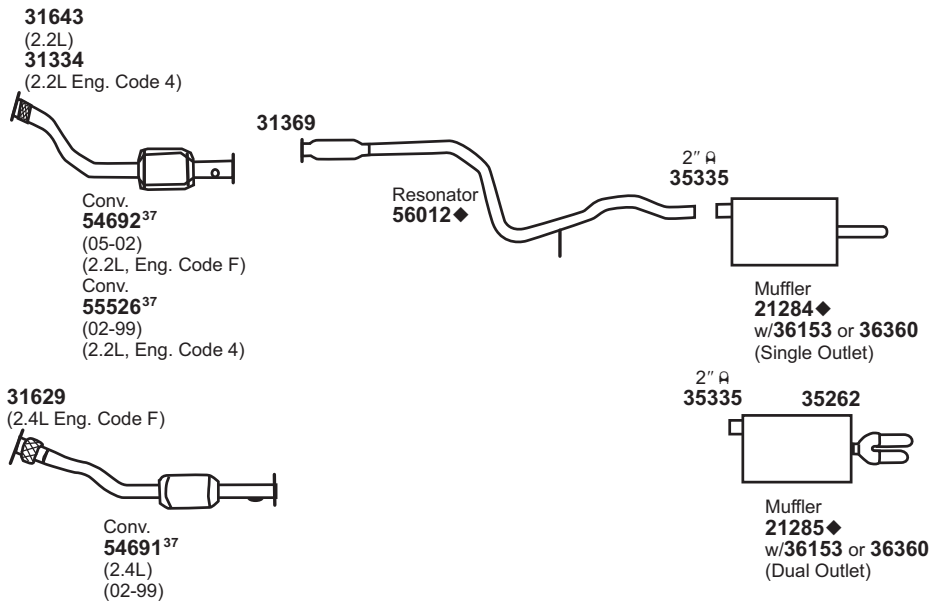 31643
(2.2L)
31334
(2.2L Eng. Code 4)
Conv.
54692³⁷
(05-02)
(2.2L, Eng. Code F)
Conv.
55526³⁷
(02-99)
(2.2L, Eng. Code 4)
31369
Resonator
56012◆
2″
35335
Muffler
21284◆
w/36153 or 36360
(Single Outlet)
31629
(2.4L Eng. Code F)
Conv.
54691³⁷
(2.4L)
(02-99)
2″
35335 35262
Muffler
21285◆
w/36153 or 36360
(Dual Outlet)